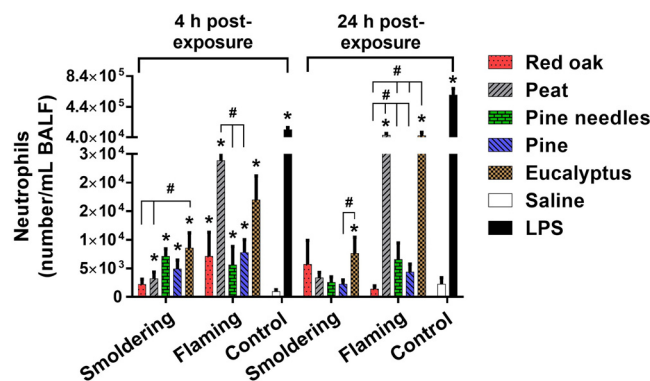 4 h post-
exposure
24 h post-
exposure
Neutrophils
(number/mL BALF)
8.4×10⁵
4.4×10⁵
4.0×10⁴
3×10⁴
2×10⁴
2×10⁴
5×10³
0
# # # # # #
* * * * * * * * * * * * * *
Smoldering
Flaming
Control
Smoldering
Flaming
Control
Red oak
Peat
Pine needles
Pine
Eucalyptus
Saline
LPS